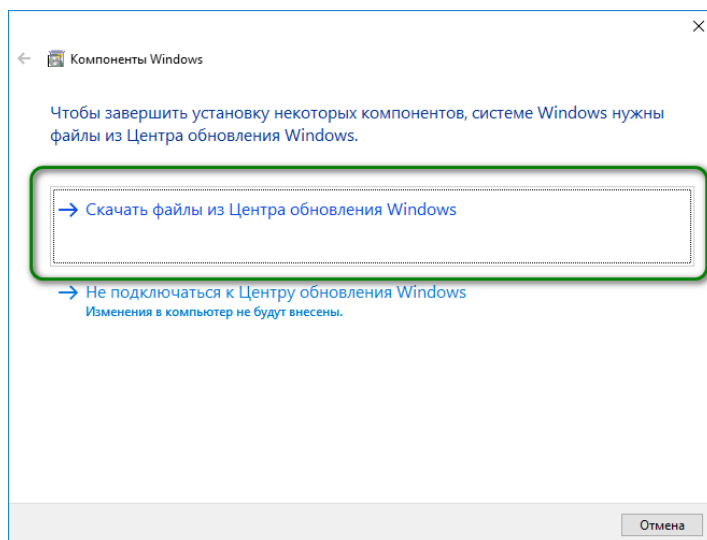 Компоненты Windows
Чтобы завершить установку некоторых компонентов, системе Windows нужны
файлы из Центра обновления Windows.
Скачать файлы из Центра обновления Windows
Не подключаться к Центру обновления Windows
Изменения в компьютер не будут внесены.
Отмена